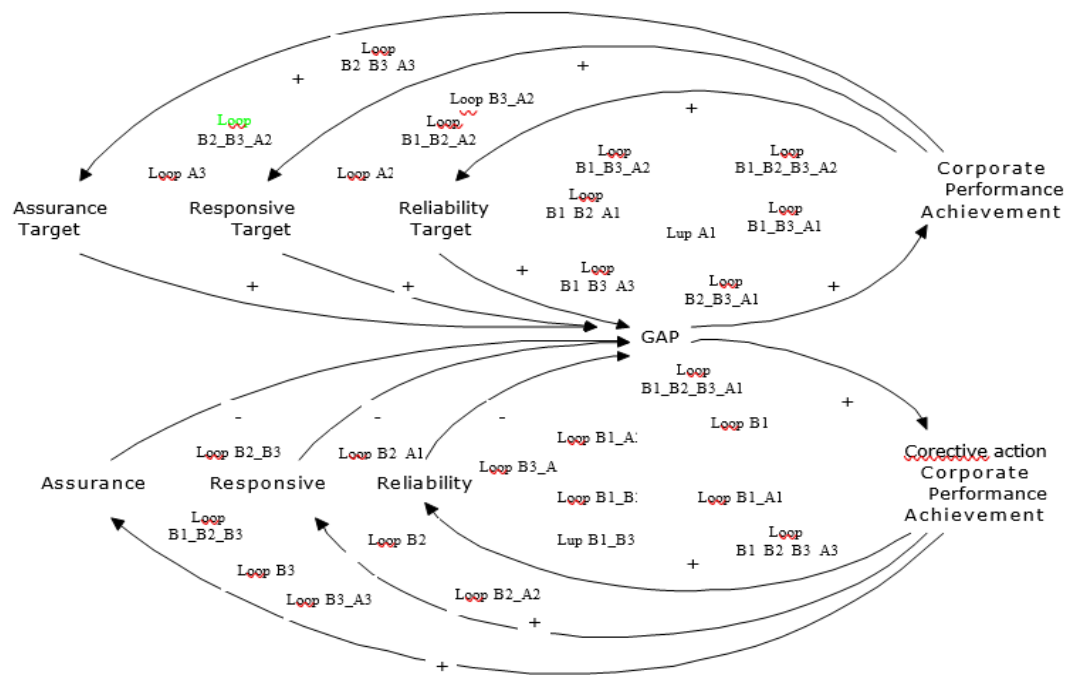 Loop
B2 B3 A3
+
+
Loop B3_A2
Loop
B1_B2_A2
+
Loop
B2_B3_A2
Loop
B1_B3_A2
Loop
B1_B2_B3_A2
Loop A3
Loop A2
Corporate
Performance
Achievement
Assurance
Target
Responsive
Target
Reliability
Target
Loop
B1 B2 A1
Loop
B1_B3_A1
Lup A1
+
+
+
Loop
B1 B3 A3
Loop
B2_B3_A1
+
GAP
Loop
B1_B2_B3_A1
+
-
-
-
Loop B1
Loop B2_B3
Loop B2 A1
Loop B1_A
Loop B3_A
Corective action
Corporate
Performance
Achievement
Assurance
Responsive
Reliability
Loop B1_B
Loop B1_A1
Loop
B1_B2_B3
Loop B2
Lup B1_B3
Loop
B1 B2 B3 A3
+
Loop B3
Loop B3_A3
Loop B2_A2
+
+